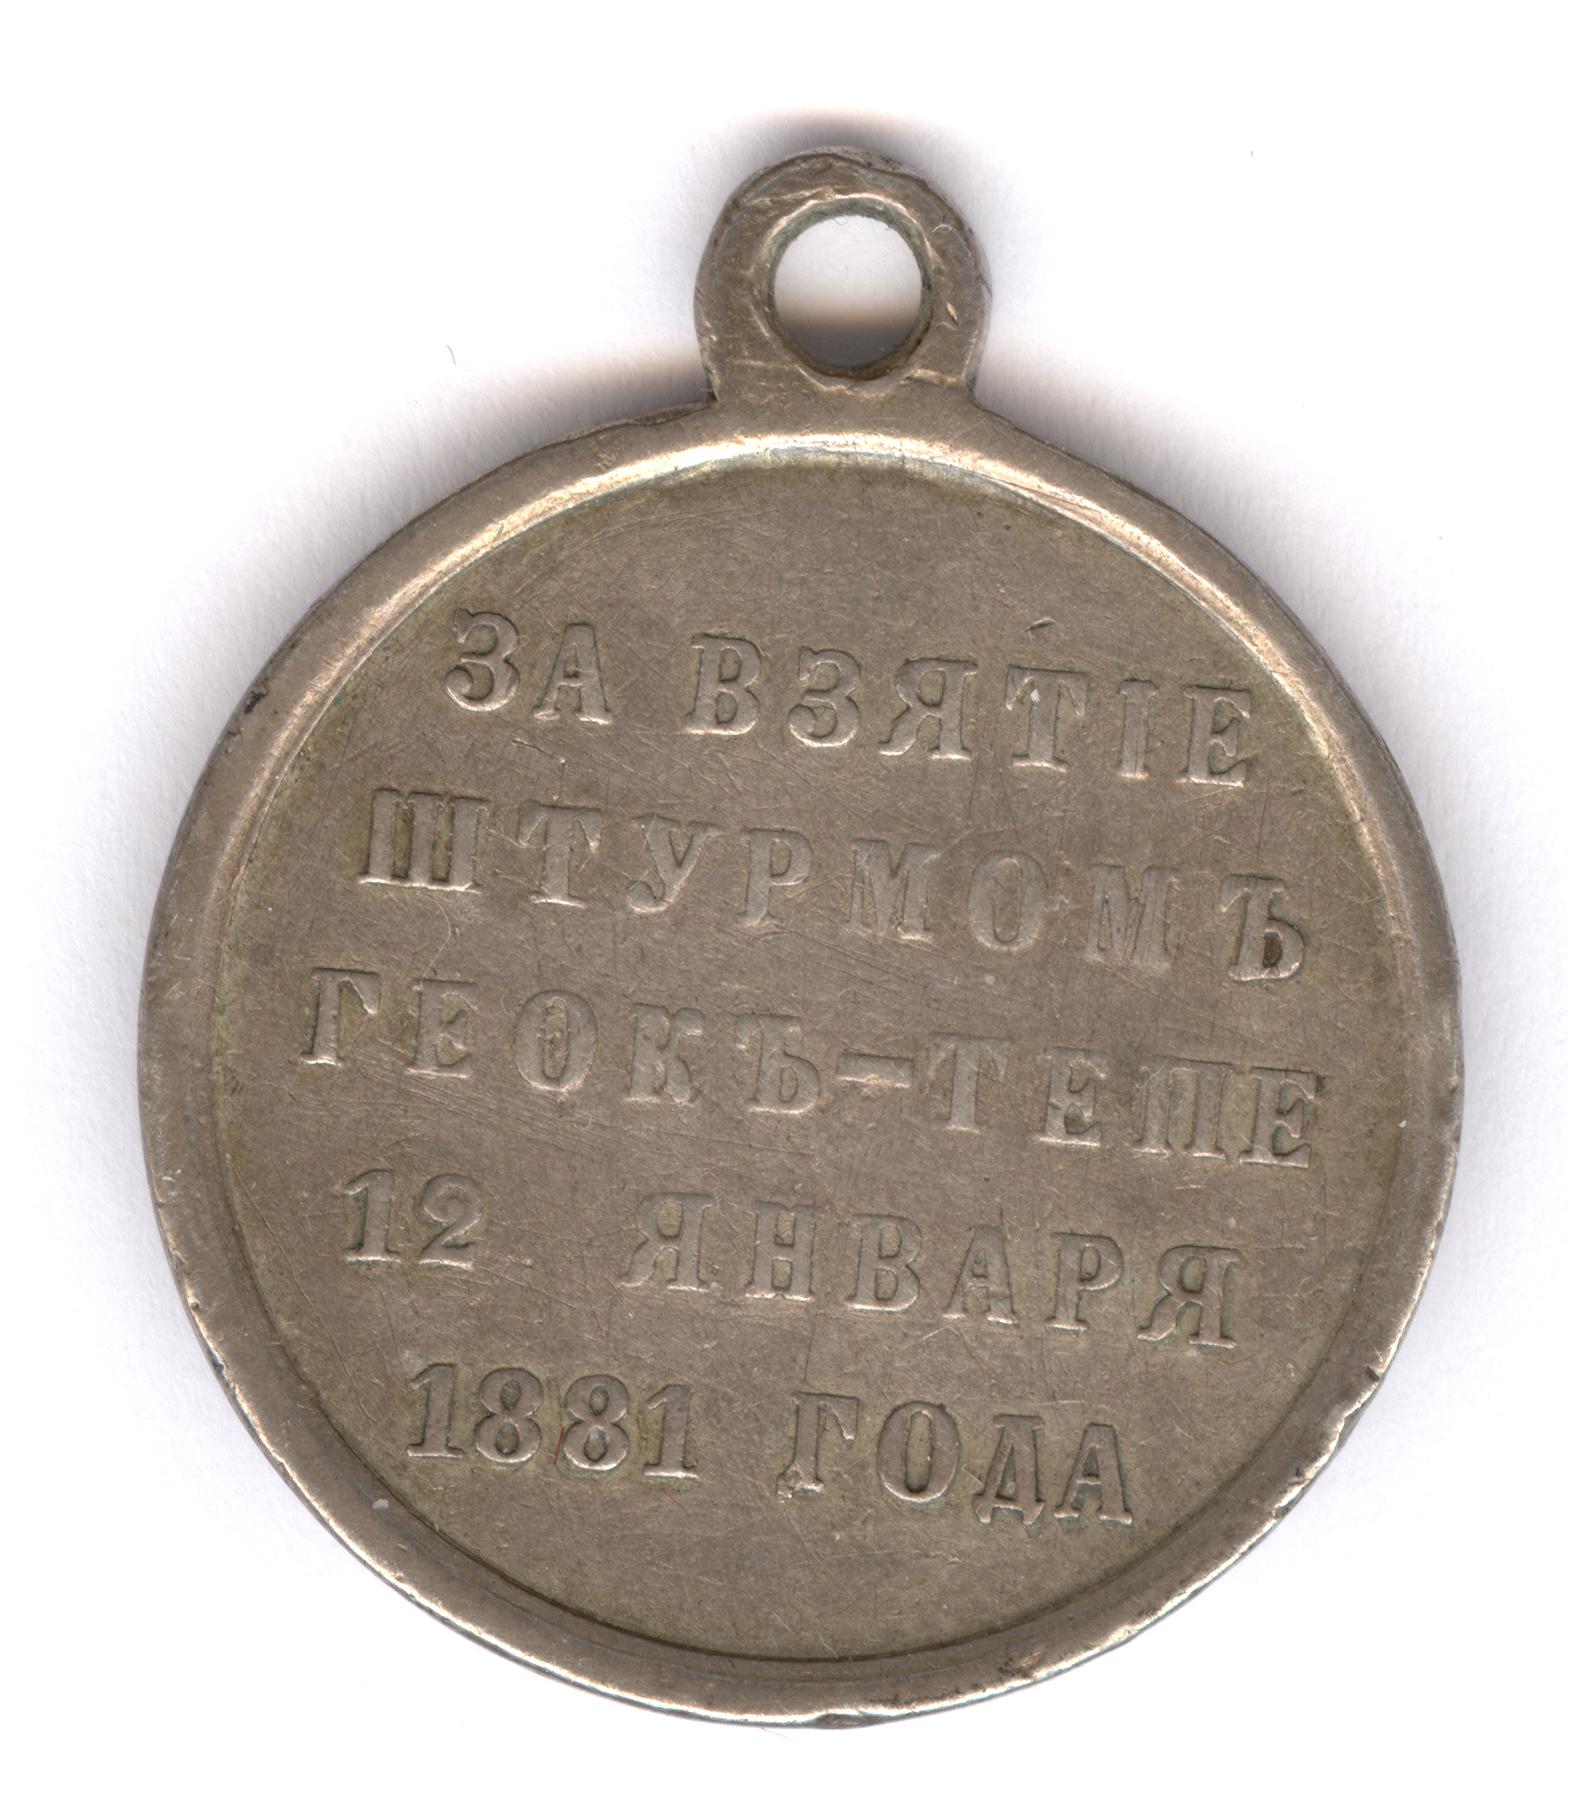 ЗА ВЗЯТІЕ
ШТУРМОМЪ
ГЕОКЪ-ТЕПЕ
12 ЯНВАРЯ
1881 ГОДА